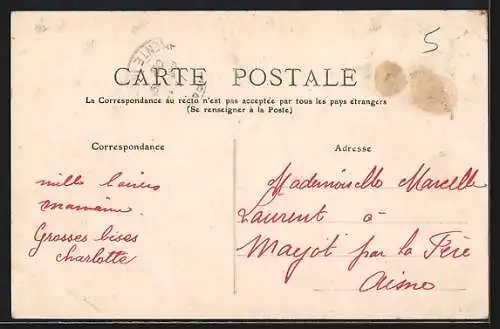 5
CARTE POSTALE
La Correspondance au recto n'est pas acceptée par tous les pays étrangers
(Se renseigner à la Poste)
Correspondance
mille baisers
marraine
Grosses bises
charlotte
Adresse
Mademoiselle Marcelle
Laurent à
Mayot par la Fère
Aisne